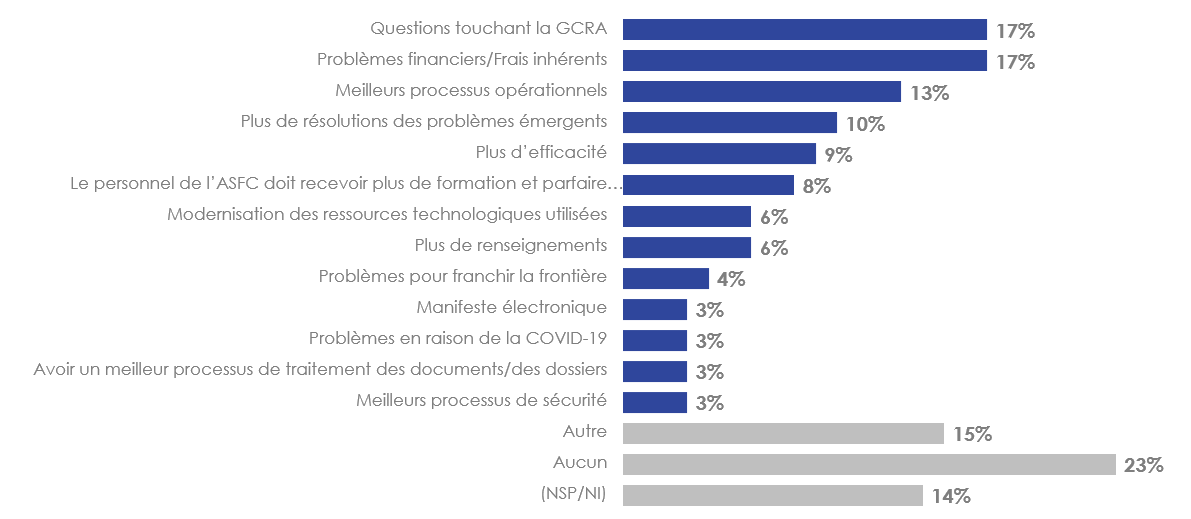 Questions touchant la GCRA 17%
Problèmes financiers/Frais inhérents 17%
Meilleurs processus opérationnels 13%
Plus de résolutions des problèmes émergents 10%
Plus d’efficacité 9%
Le personnel de l’ASFC doit recevoir plus de formation et parfaire… 8%
Modernisation des ressources technologiques utilisées 6%
Plus de renseignements 6%
Problèmes pour franchir la frontière 4%
Manifeste électronique 3%
Problèmes en raison de la COVID-19 3%
Avoir un meilleur processus de traitement des documents/des dossiers 3%
Meilleurs processus de sécurité 3%
Autre 15%
Aucun 23%
(NSP/NI) 14%